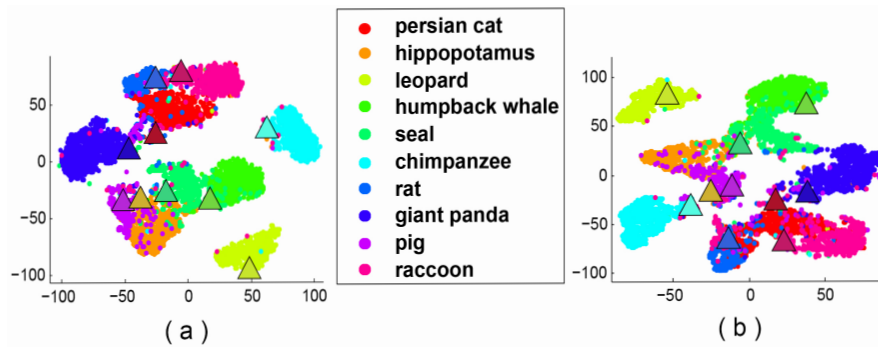 50
0
−50
−100
−100
−50
0
50
100
( a )
persian cat
hippopotamus
leopard
humpback whale
seal
chimpanzee
rat
giant panda
pig
raccoon
100
50
0
−50
−100
−50
0
50
( b )